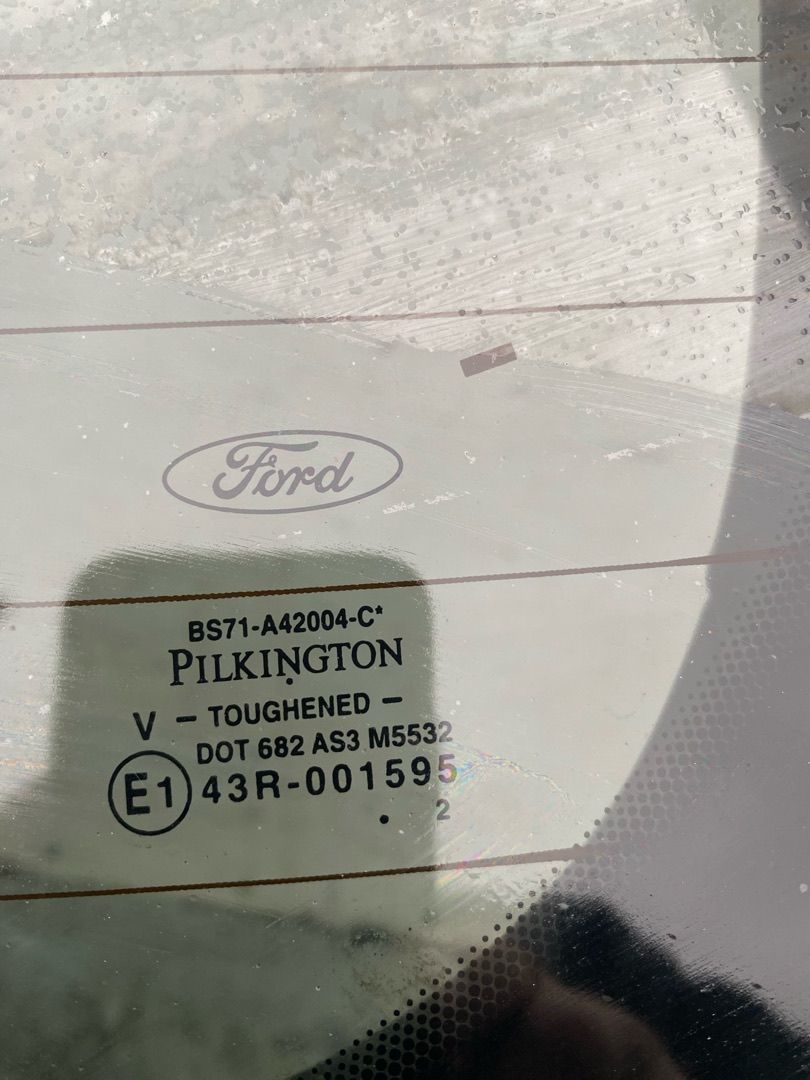 Ford
BS71-A42004-C*
PILKINGTON
V - TOUGHENED -
DOT 682 AS3 M5532
E1 43R-001595
. 2